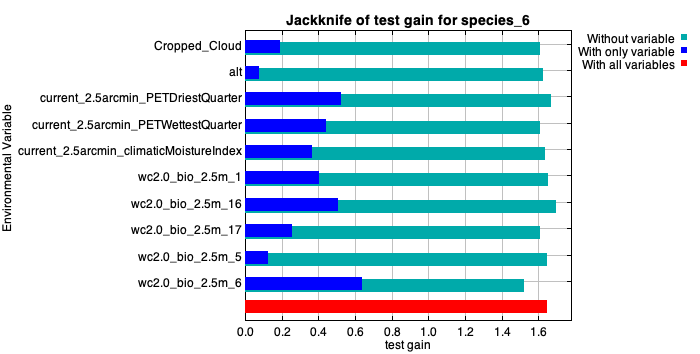 Jackknife of test gain for species_6
Without variable
With only variable
With all variables
Environmental Variable
Cropped_Cloud
alt
current_2.5arcmin_PETDriestQuarter
current_2.5arcmin_PETWettestQuarter
current_2.5arcmin_climaticMoistureIndex
wc2.0_bio_2.5m_1
wc2.0_bio_2.5m_16
wc2.0_bio_2.5m_17
wc2.0_bio_2.5m_5
wc2.0_bio_2.5m_6
0.0 0.2 0.4 0.6 0.8 1.0 1.2 1.4 1.6
test gain